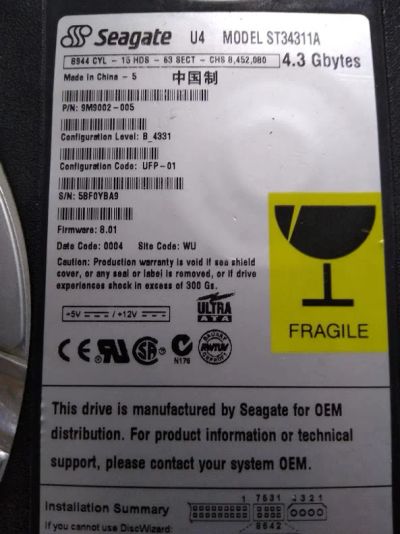 Seagate U4 MODEL ST34311A
8944 CYL - 15 HDS - 63 SECT - CHS 8,452,080 4.3 Gbytes
Made in China - 5 中国制
P/N: 9M9002-005
Configuration Level: B_4331
Configuration Code: UFP-01
S/N: 5BF0YBA9
Firmware: 8.01
Date Code: 0004 Site Code: WU
Caution: Production warranty is void if sea shield
cover, or any seal or label is removed, or if drive
experiences shock in excess of 300 Gs.
+5V / +12V
ULTRA
ATA
FRAGILE
N176
This drive is manufactured by Seagate for OEM
distribution. For product information or technical
support, please contact your system OEM.
Installation Summary
1 7531 4321
If you cannot use DiscWizard:
8642